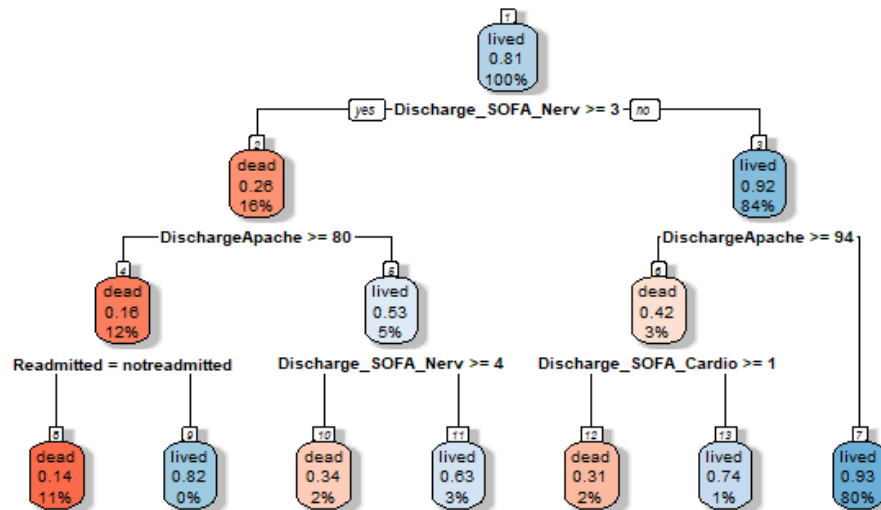 1
lived
0.81
100%
yes Discharge_SOFA_Nerv >= 3 no
2
dead
0.26
16%
3
lived
0.92
84%
DischargeApache >= 80
DischargeApache >= 94
4
dead
0.16
12%
5
lived
0.53
5%
6
dead
0.42
3%
Readmitted = notreadmitted
Discharge_SOFA_Nerv >= 4
Discharge_SOFA_Cardio >= 1
8
dead
0.14
11%
9
lived
0.82
0%
10
dead
0.34
2%
11
lived
0.63
3%
12
dead
0.31
2%
13
lived
0.74
1%
7
lived
0.93
80%